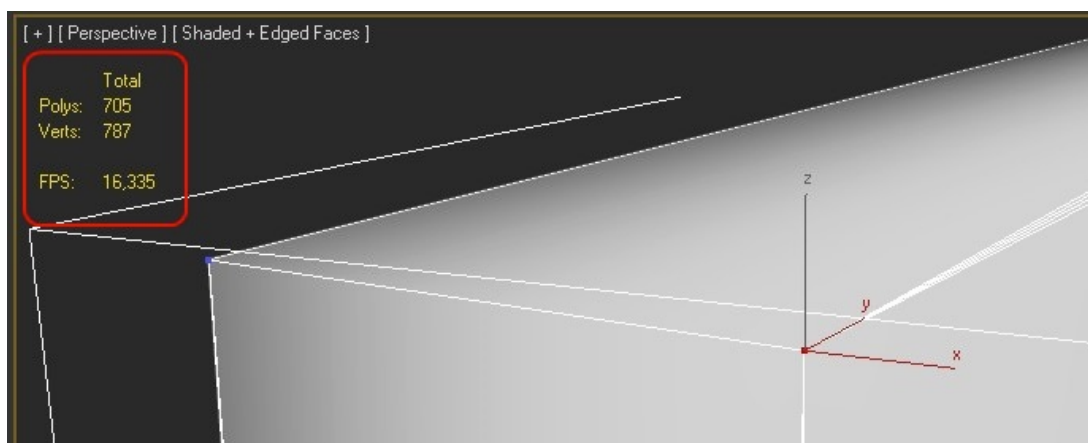 [ + ] [ Perspective ] [ Shaded + Edged Faces ]
Total
Polys: 705
Verts: 787
FPS: 16,335
z
y
x